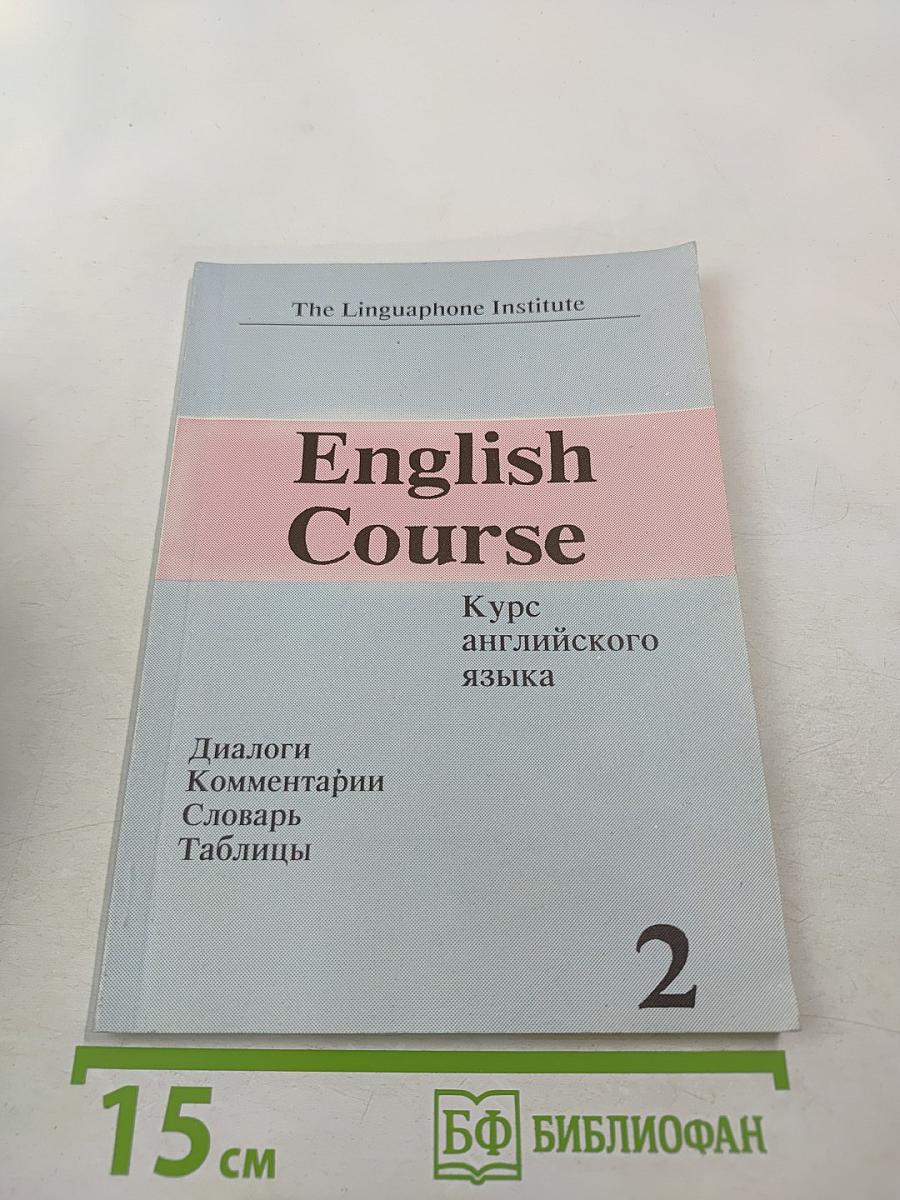 The Linguaphone Institute
English
Course
Курс
английского
языка
Диалоги
Комментарии
Словарь
Таблицы
2
15 см
БФ БИБЛИОФАН